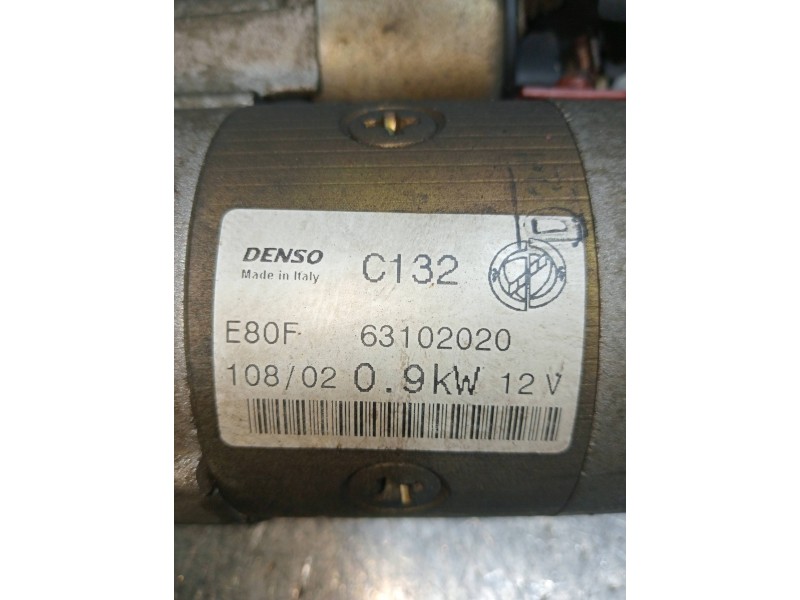 DENSO C132
Made in Italy
E80F 63102020
108/02 0.9KW 12 V